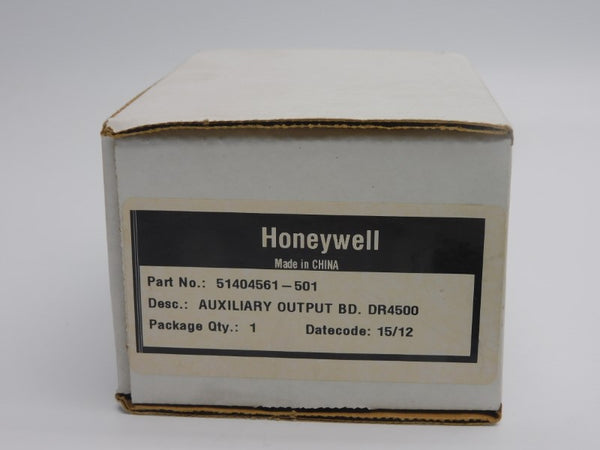 Honeywell
Made in CHINA
Part No.: 51404561-501
Desc.: AUXILIARY OUTPUT BD. DR4500
Package Qty.: 1 Datecode: 15/12